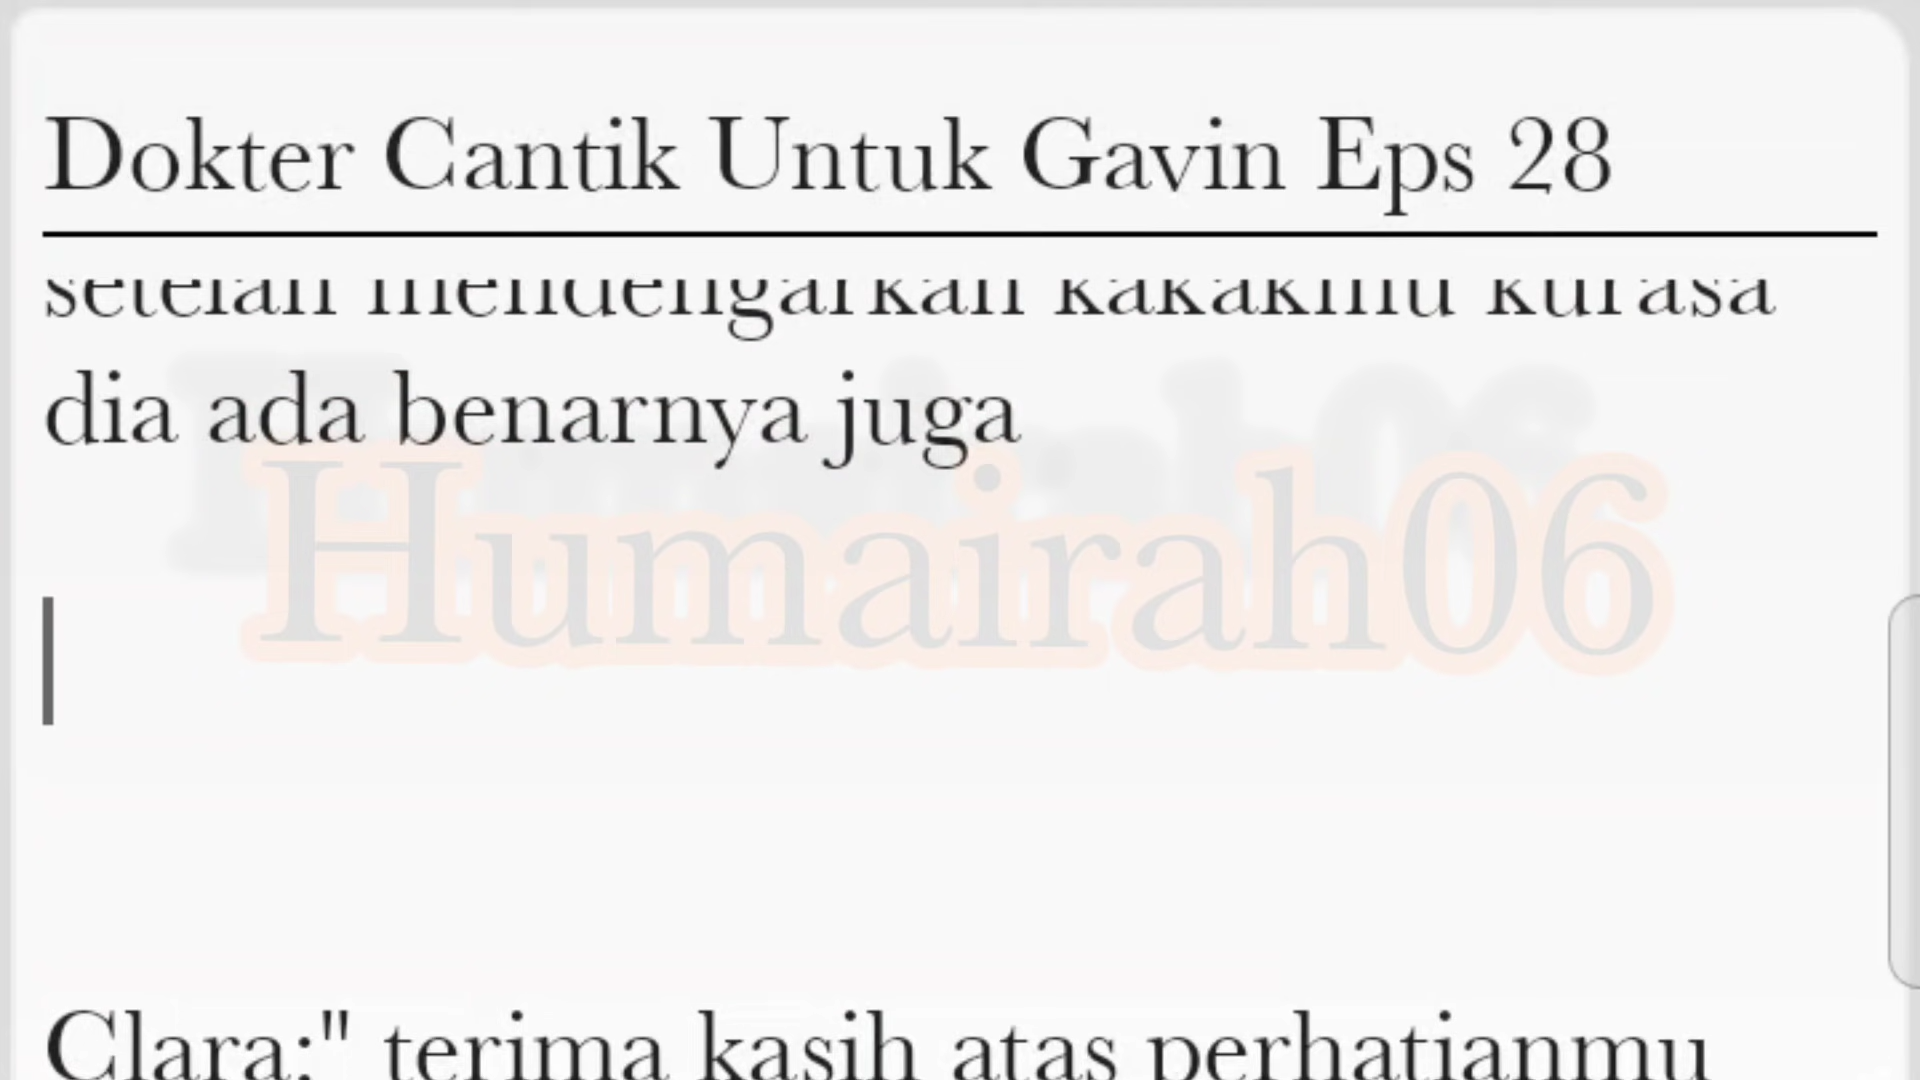 Dokter Cantik Untuk Gavin Eps 28
setelah mendengarkan kakakmu kurasa
dia ada benarnya juga
Humairah06
Clara:" terima kasih atas perhatianmu